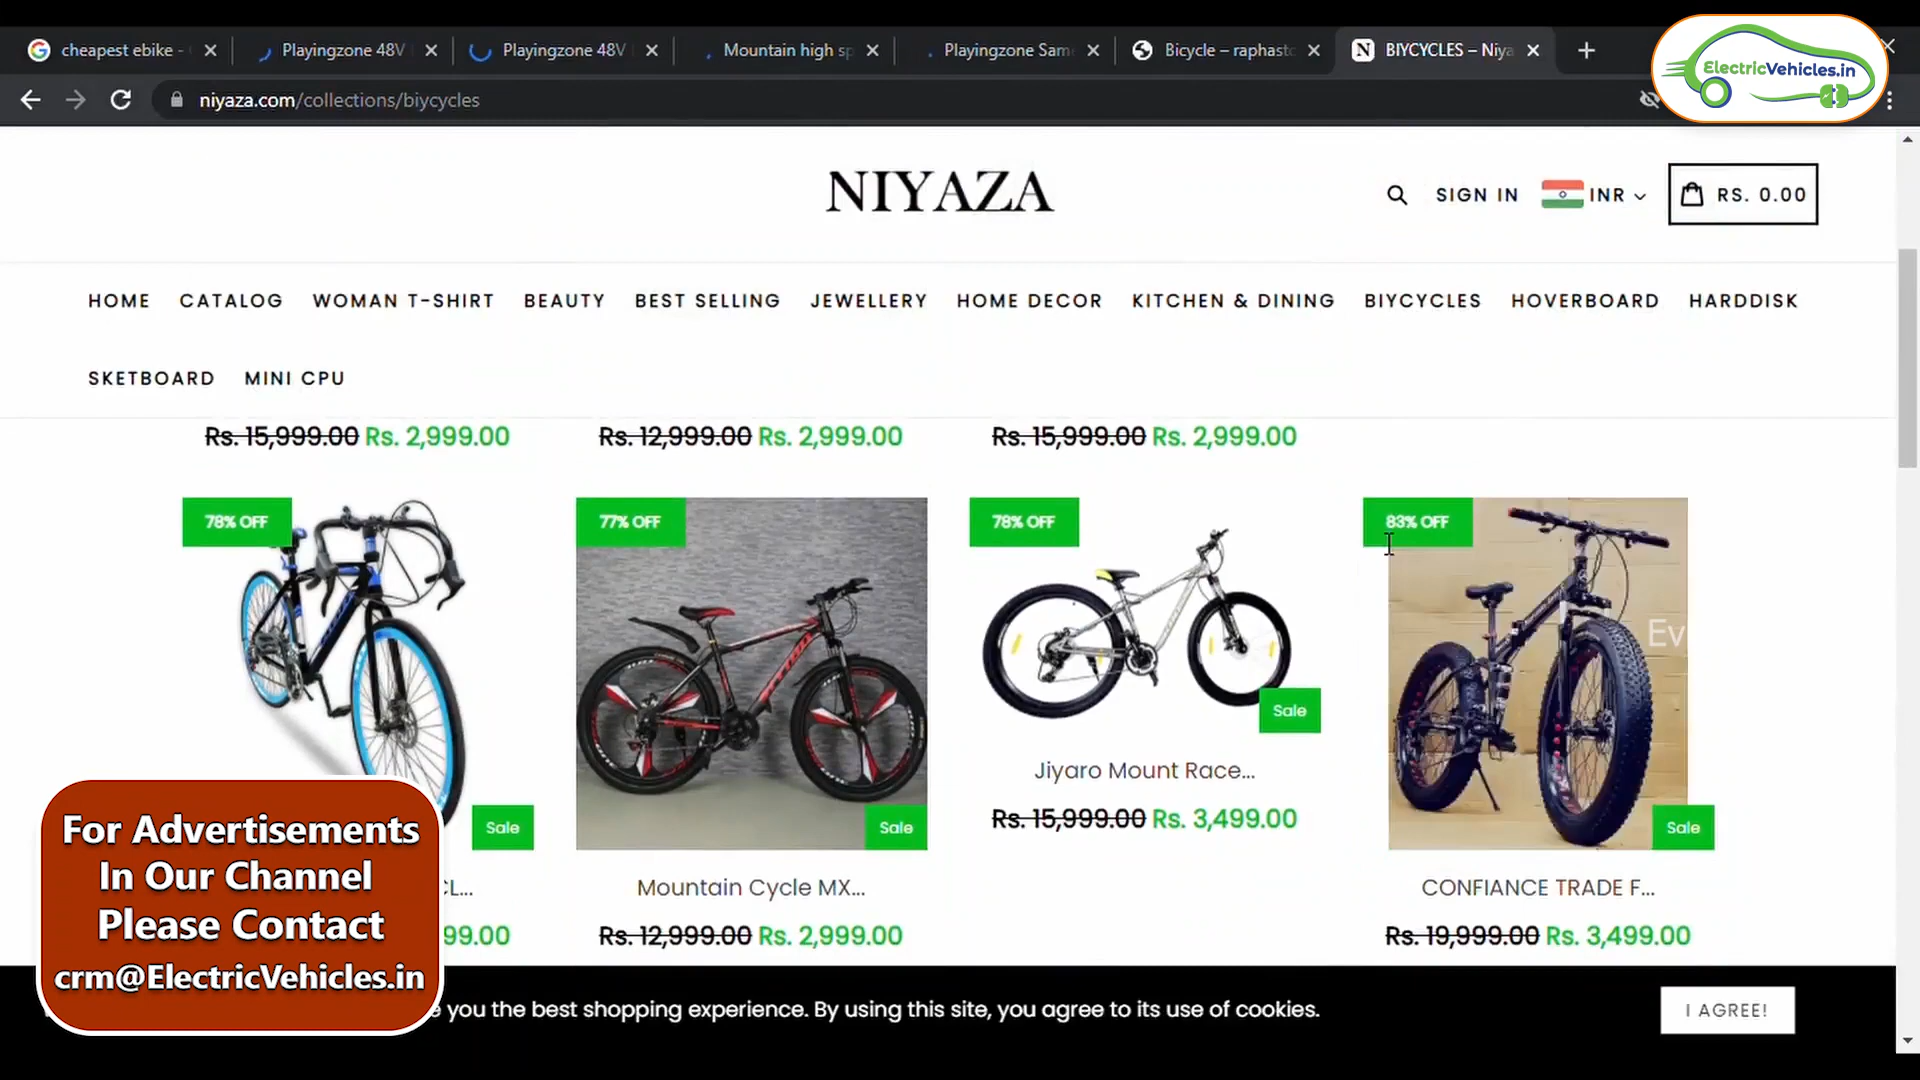 cheapest ebike -
Playingzone 48V
Playingzone 48V
Mountain high sp
Playingzone Sam
Bicycle – raphasto
BIYCYCLES – Niya
ElectricVehicles.in
niyaza.com/collections/biycycles
NIYAZA
SIGN IN
INR
RS. 0.00
HOME CATALOG WOMAN T-SHIRT BEAUTY BEST SELLING JEWELLERY HOME DECOR KITCHEN & DINING BIYCYCLES HOVERBOARD HARDDISK
SKETBOARD MINI CPU
Rs. 15,999.00 Rs. 2,999.00
Rs. 12,999.00 Rs. 2,999.00
Rs. 15,999.00 Rs. 2,999.00
78% OFF
77% OFF
78% OFF
83% OFF
Ev
Sale
Jiyaro Mount Race...
Rs. 15,999.00 Rs. 3,499.00
Sale
Sale
Sale
CL...
Mountain Cycle MX...
CONFIANCE TRADE F...
99.00
Rs. 12,999.00 Rs. 2,999.00
Rs. 19,999.00 Rs. 3,499.00
For Advertisements
In Our Channel
Please Contact
crm@ElectricVehicles.in
you the best shopping experience. By using this site, you agree to its use of cookies.
I AGREE!